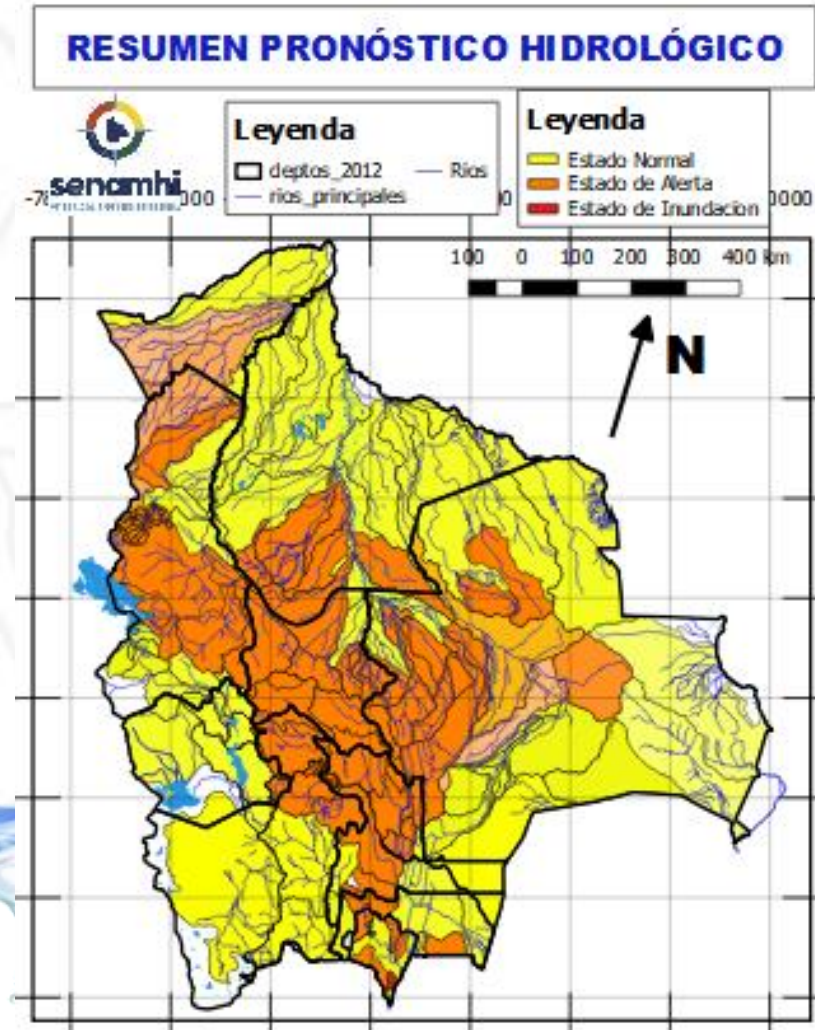 RESUMEN PRONÓSTICO HIDROLÓGICO
senamhi
Leyenda
deptos_2012
Rios
rios_principales
Leyenda
Estado Normal
Estado de Alerta
Estado de Inundacion
100 0 100 200 300 400 km
N